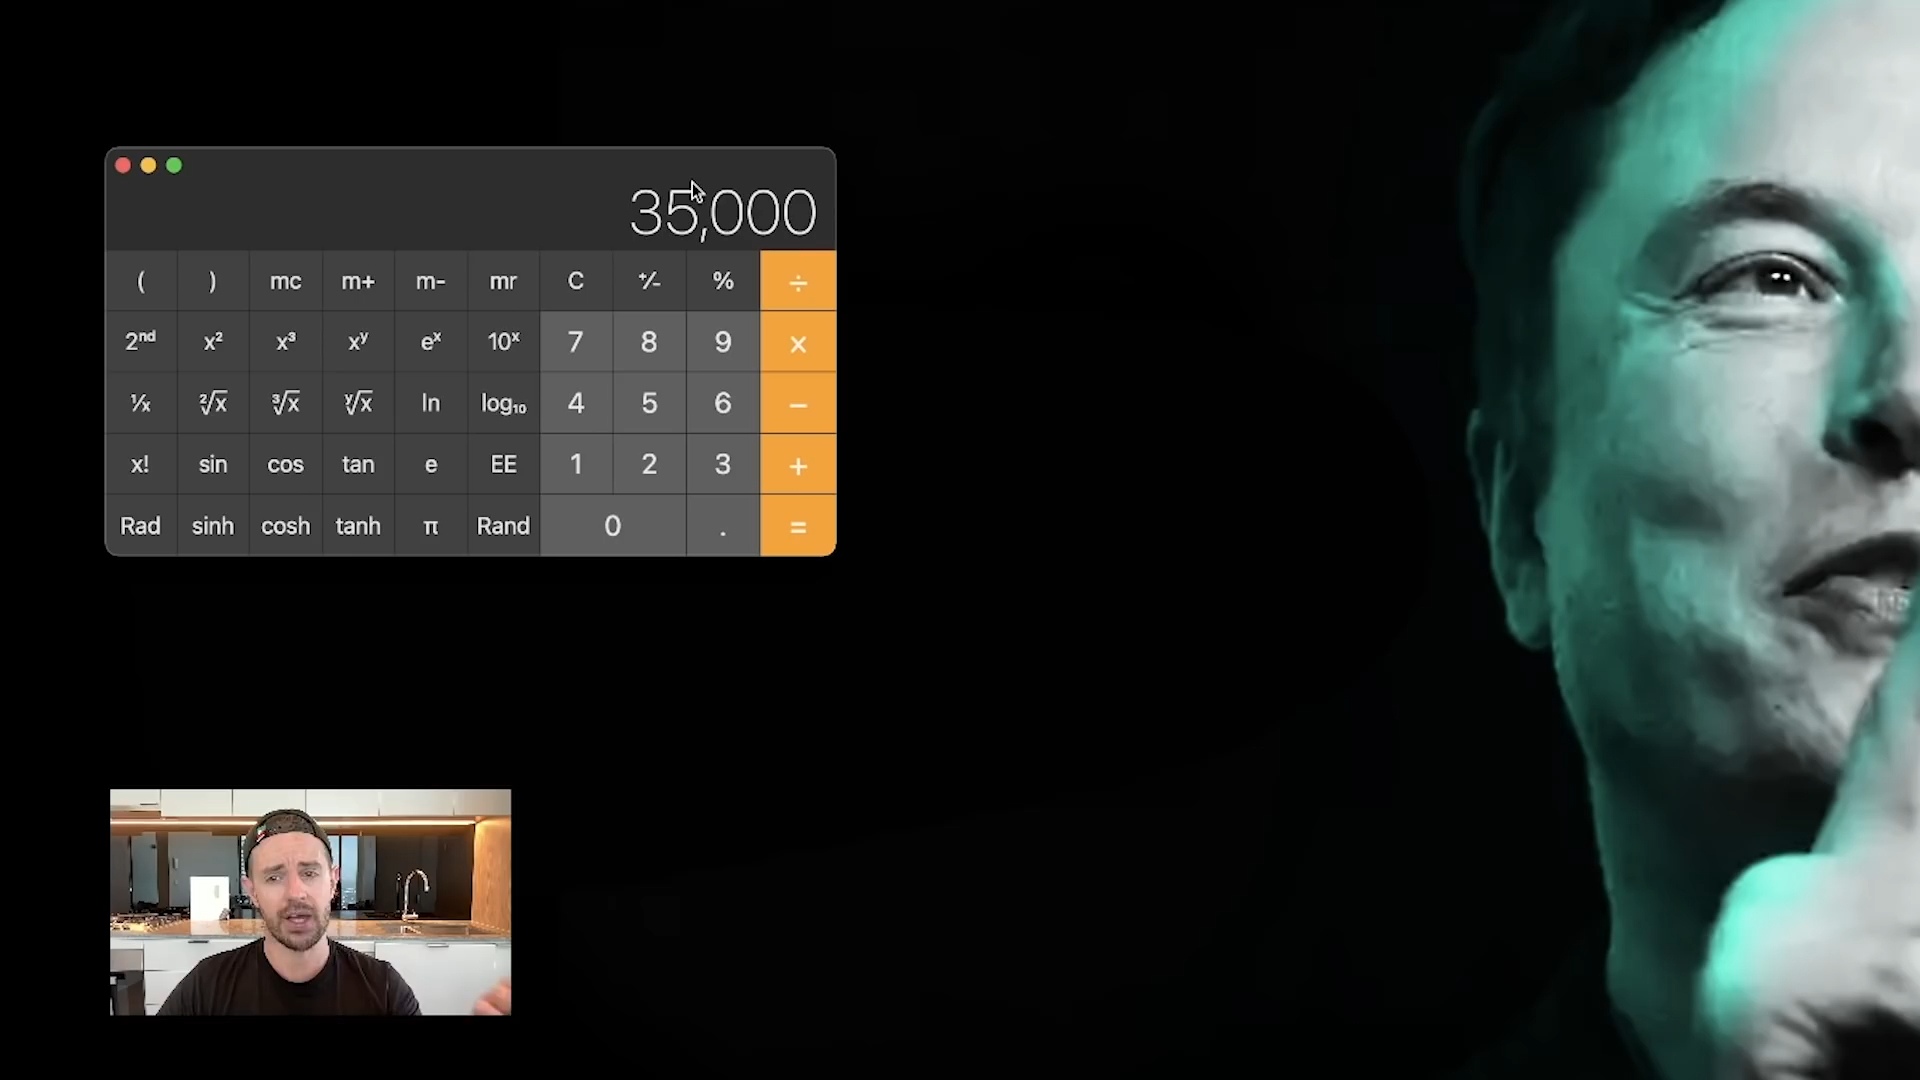 35,000
( ) mc m+ m- mr C ⁺∕₋ % ÷
2ⁿᵈ x² x³ xʸ eˣ 10ˣ 7 8 9 ×
¹∕ₓ ²√x ³√x ʸ√x ln log₁₀ 4 5 6 −
x! sin cos tan e EE 1 2 3 +
Rad sinh cosh tanh π Rand 0 . =